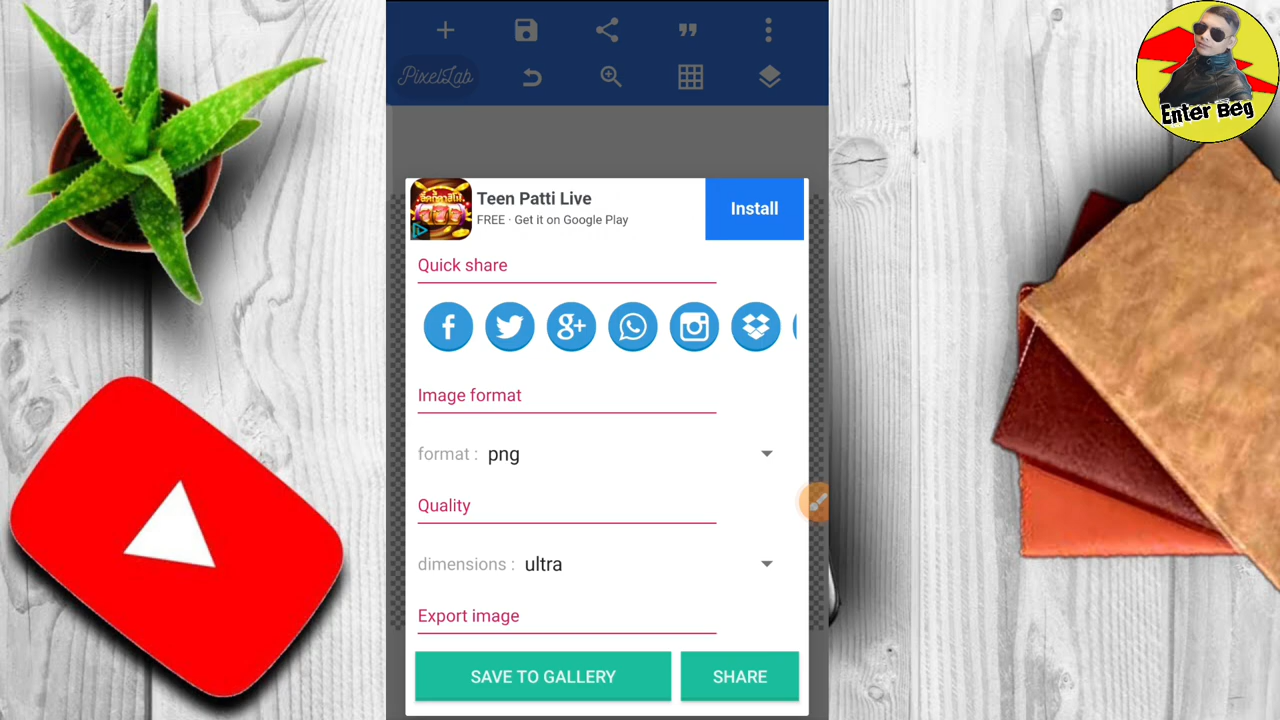 PixelLab
Enter Beg
Teen Patti Live
FREE · Get it on Google Play
Install
Quick share
Image format
format : png
Quality
dimensions : ultra
Export image
SAVE TO GALLERY
SHARE